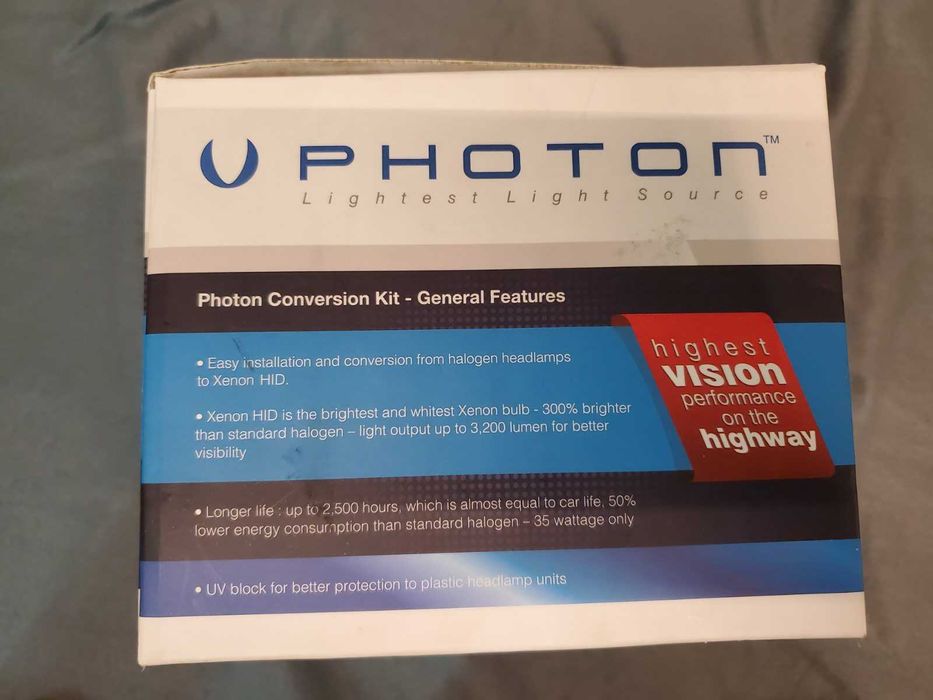 PHOTON™
Lightest Light Source
Photon Conversion Kit - General Features
• Easy installation and conversion from halogen headlamps
to Xenon HID.
• Xenon HID is the brightest and whitest Xenon bulb - 300% brighter
than standard halogen – light output up to 3,200 lumen for better
visibility
highest
VISION
performance
on the
highway
• Longer life : up to 2,500 hours, which is almost equal to car life, 50%
lower energy consumption than standard halogen – 35 wattage only
• UV block for better protection to plastic headlamp units